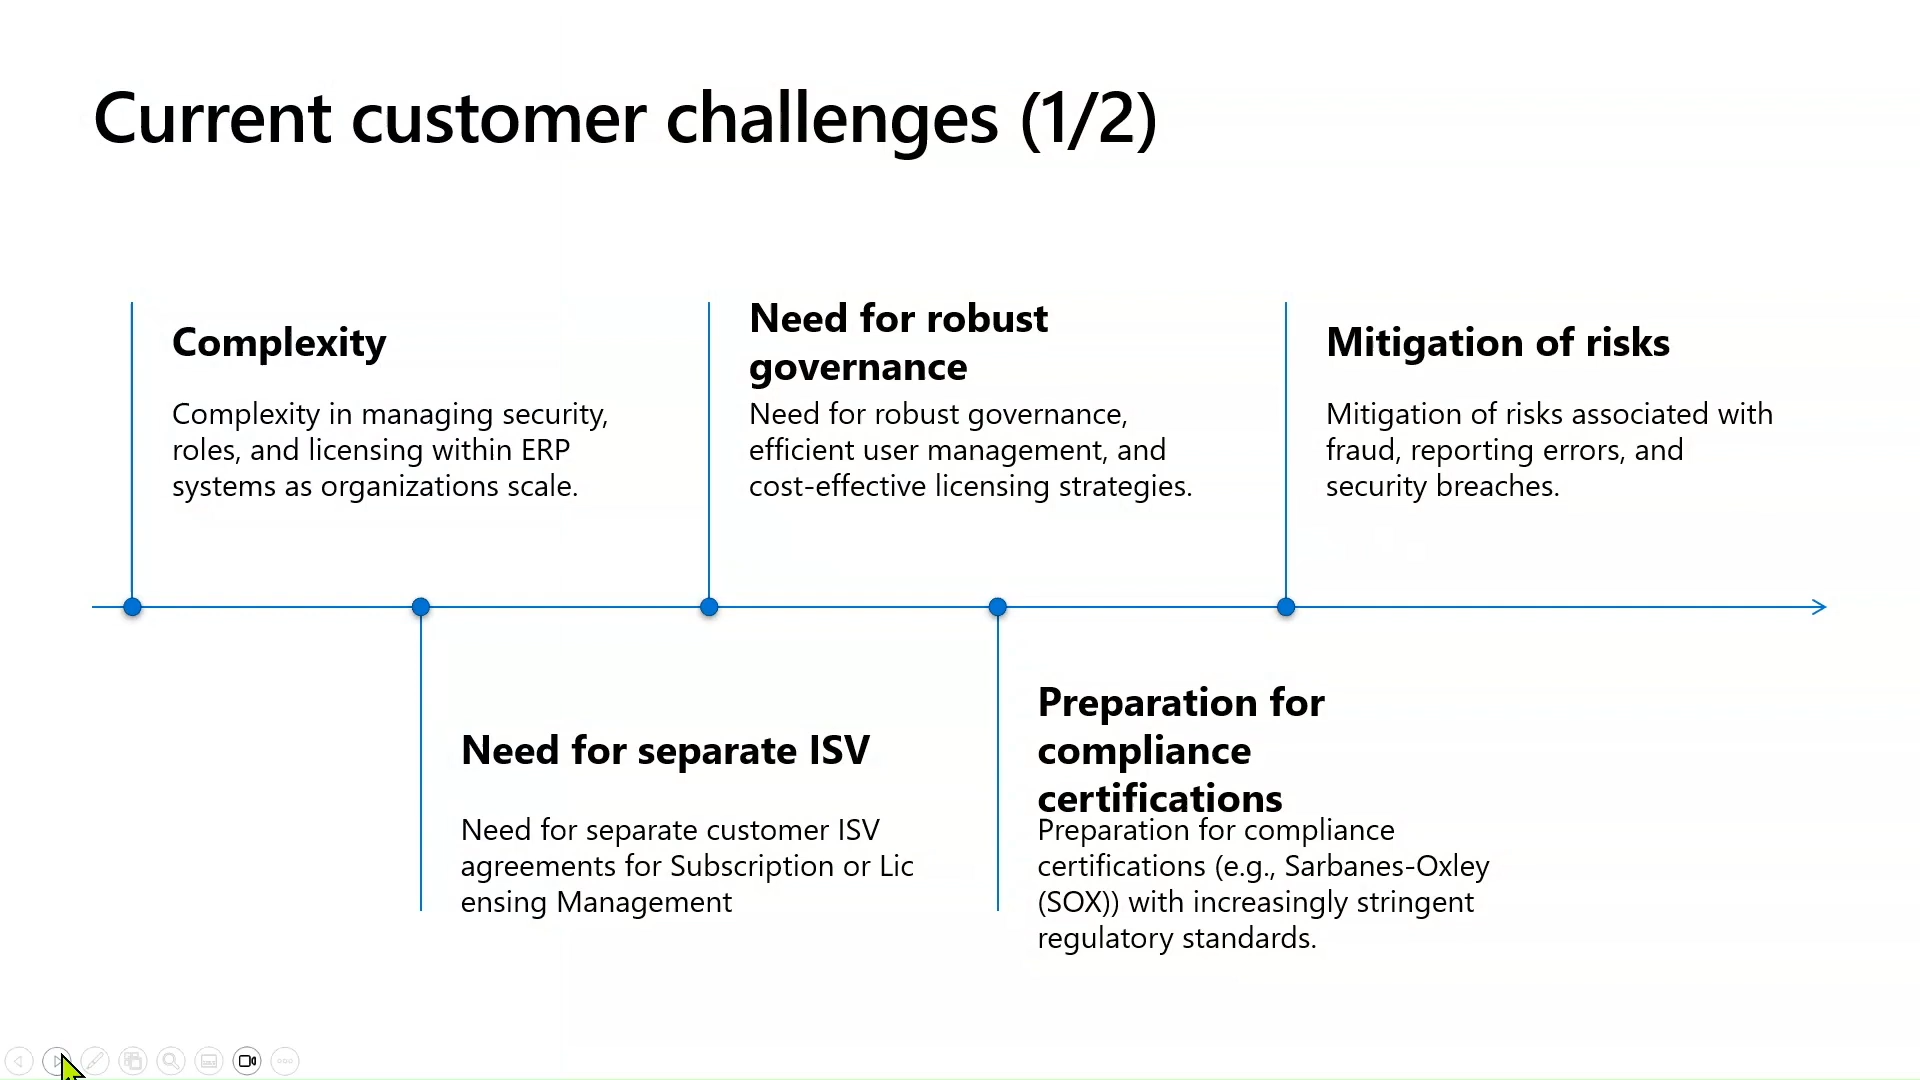 Current customer challenges (1/2)
Complexity
Complexity in managing security,
roles, and licensing within ERP
systems as organizations scale.
Need for separate ISV
Need for separate customer ISV
agreements for Subscription or Lic
ensing Management
Need for robust
governance
Need for robust governance,
efficient user management, and
cost-effective licensing strategies.
Preparation for
compliance
certifications
Preparation for compliance
certifications (e.g., Sarbanes-Oxley
(SOX)) with increasingly stringent
regulatory standards.
Mitigation of risks
Mitigation of risks associated with
fraud, reporting errors, and
security breaches.